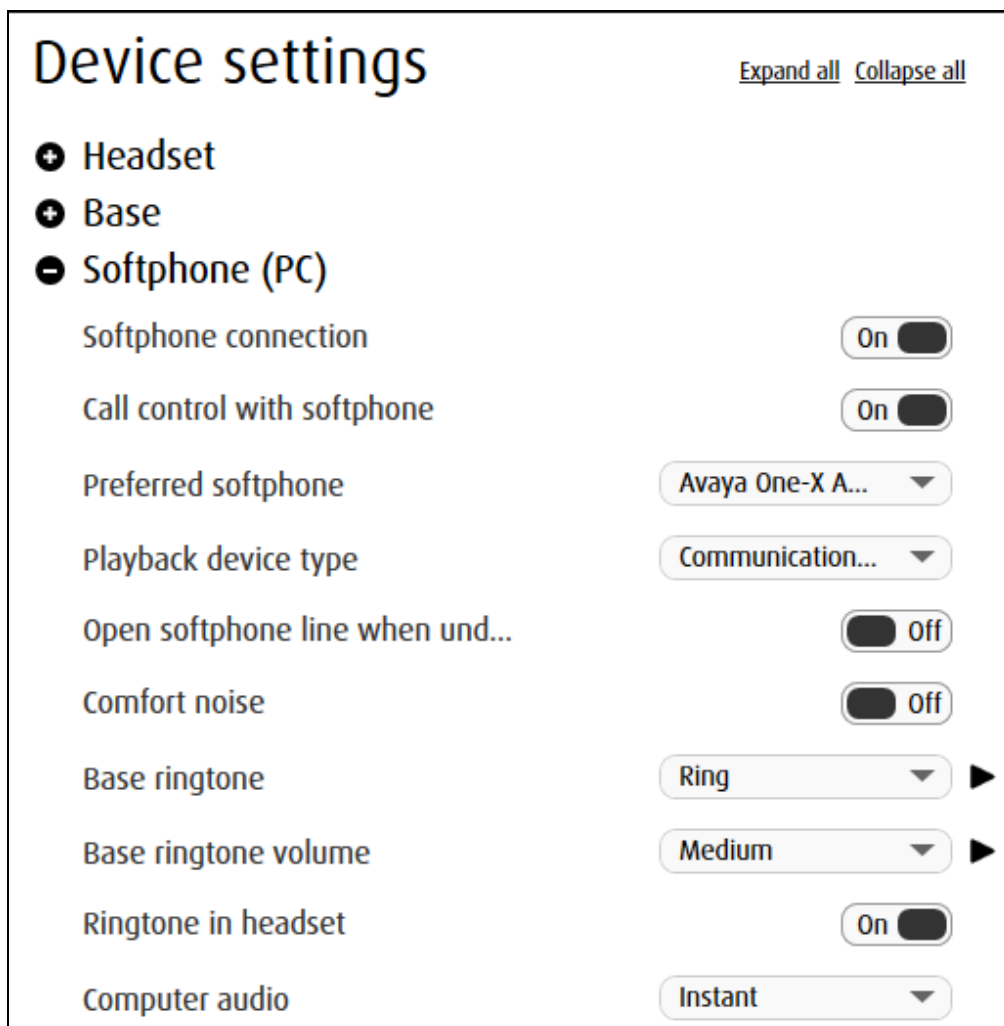 Device settings
Expand all Collapse all
Headset
Base
Softphone (PC)
Softphone connection On
Call control with softphone On
Preferred softphone Avaya One-X A...
Playback device type Communication...
Open softphone line when und... Off
Comfort noise Off
Base ringtone Ring
Base ringtone volume Medium
Ringtone in headset On
Computer audio Instant